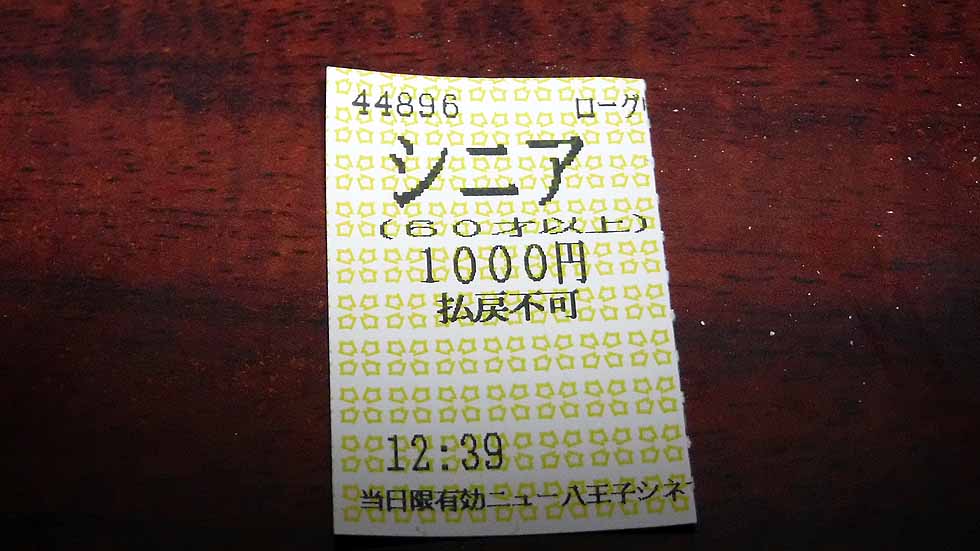 44896 ローグ
シニア
(60才以上)
1000円
払戻不可
12:39
当日限有効ニュー八王子シネ